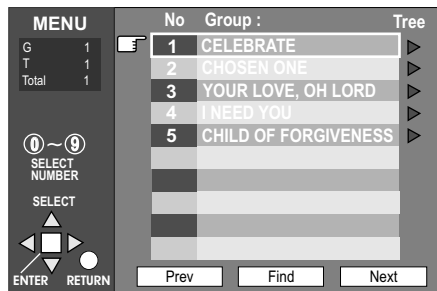 MENU
G 1
T 1
Total 1
0 ~ 9
SELECT
NUMBER
SELECT
ENTER RETURN
No Group : Tree
1 CELEBRATE
2 CHOSEN ONE
3 YOUR LOVE, OH LORD
4 I NEED YOU
5 CHILD OF FORGIVENESS
Prev Find Next